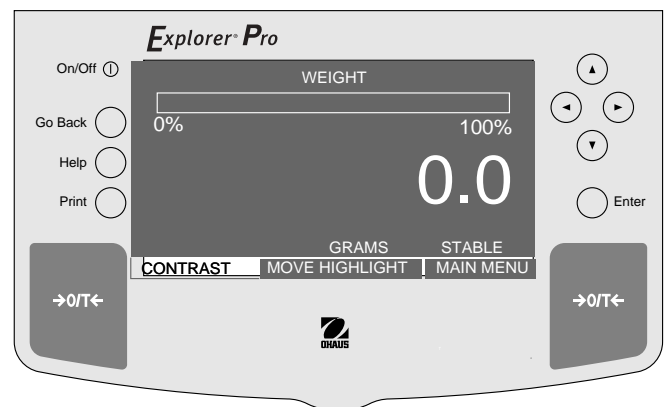 Explorer® Pro
On/Off
WEIGHT
Go Back
0% 100%
Help
0.0
Print
Enter
GRAMS STABLE
CONTRAST MOVE HIGHLIGHT MAIN MENU
→0/T← →0/T←
OHAUS